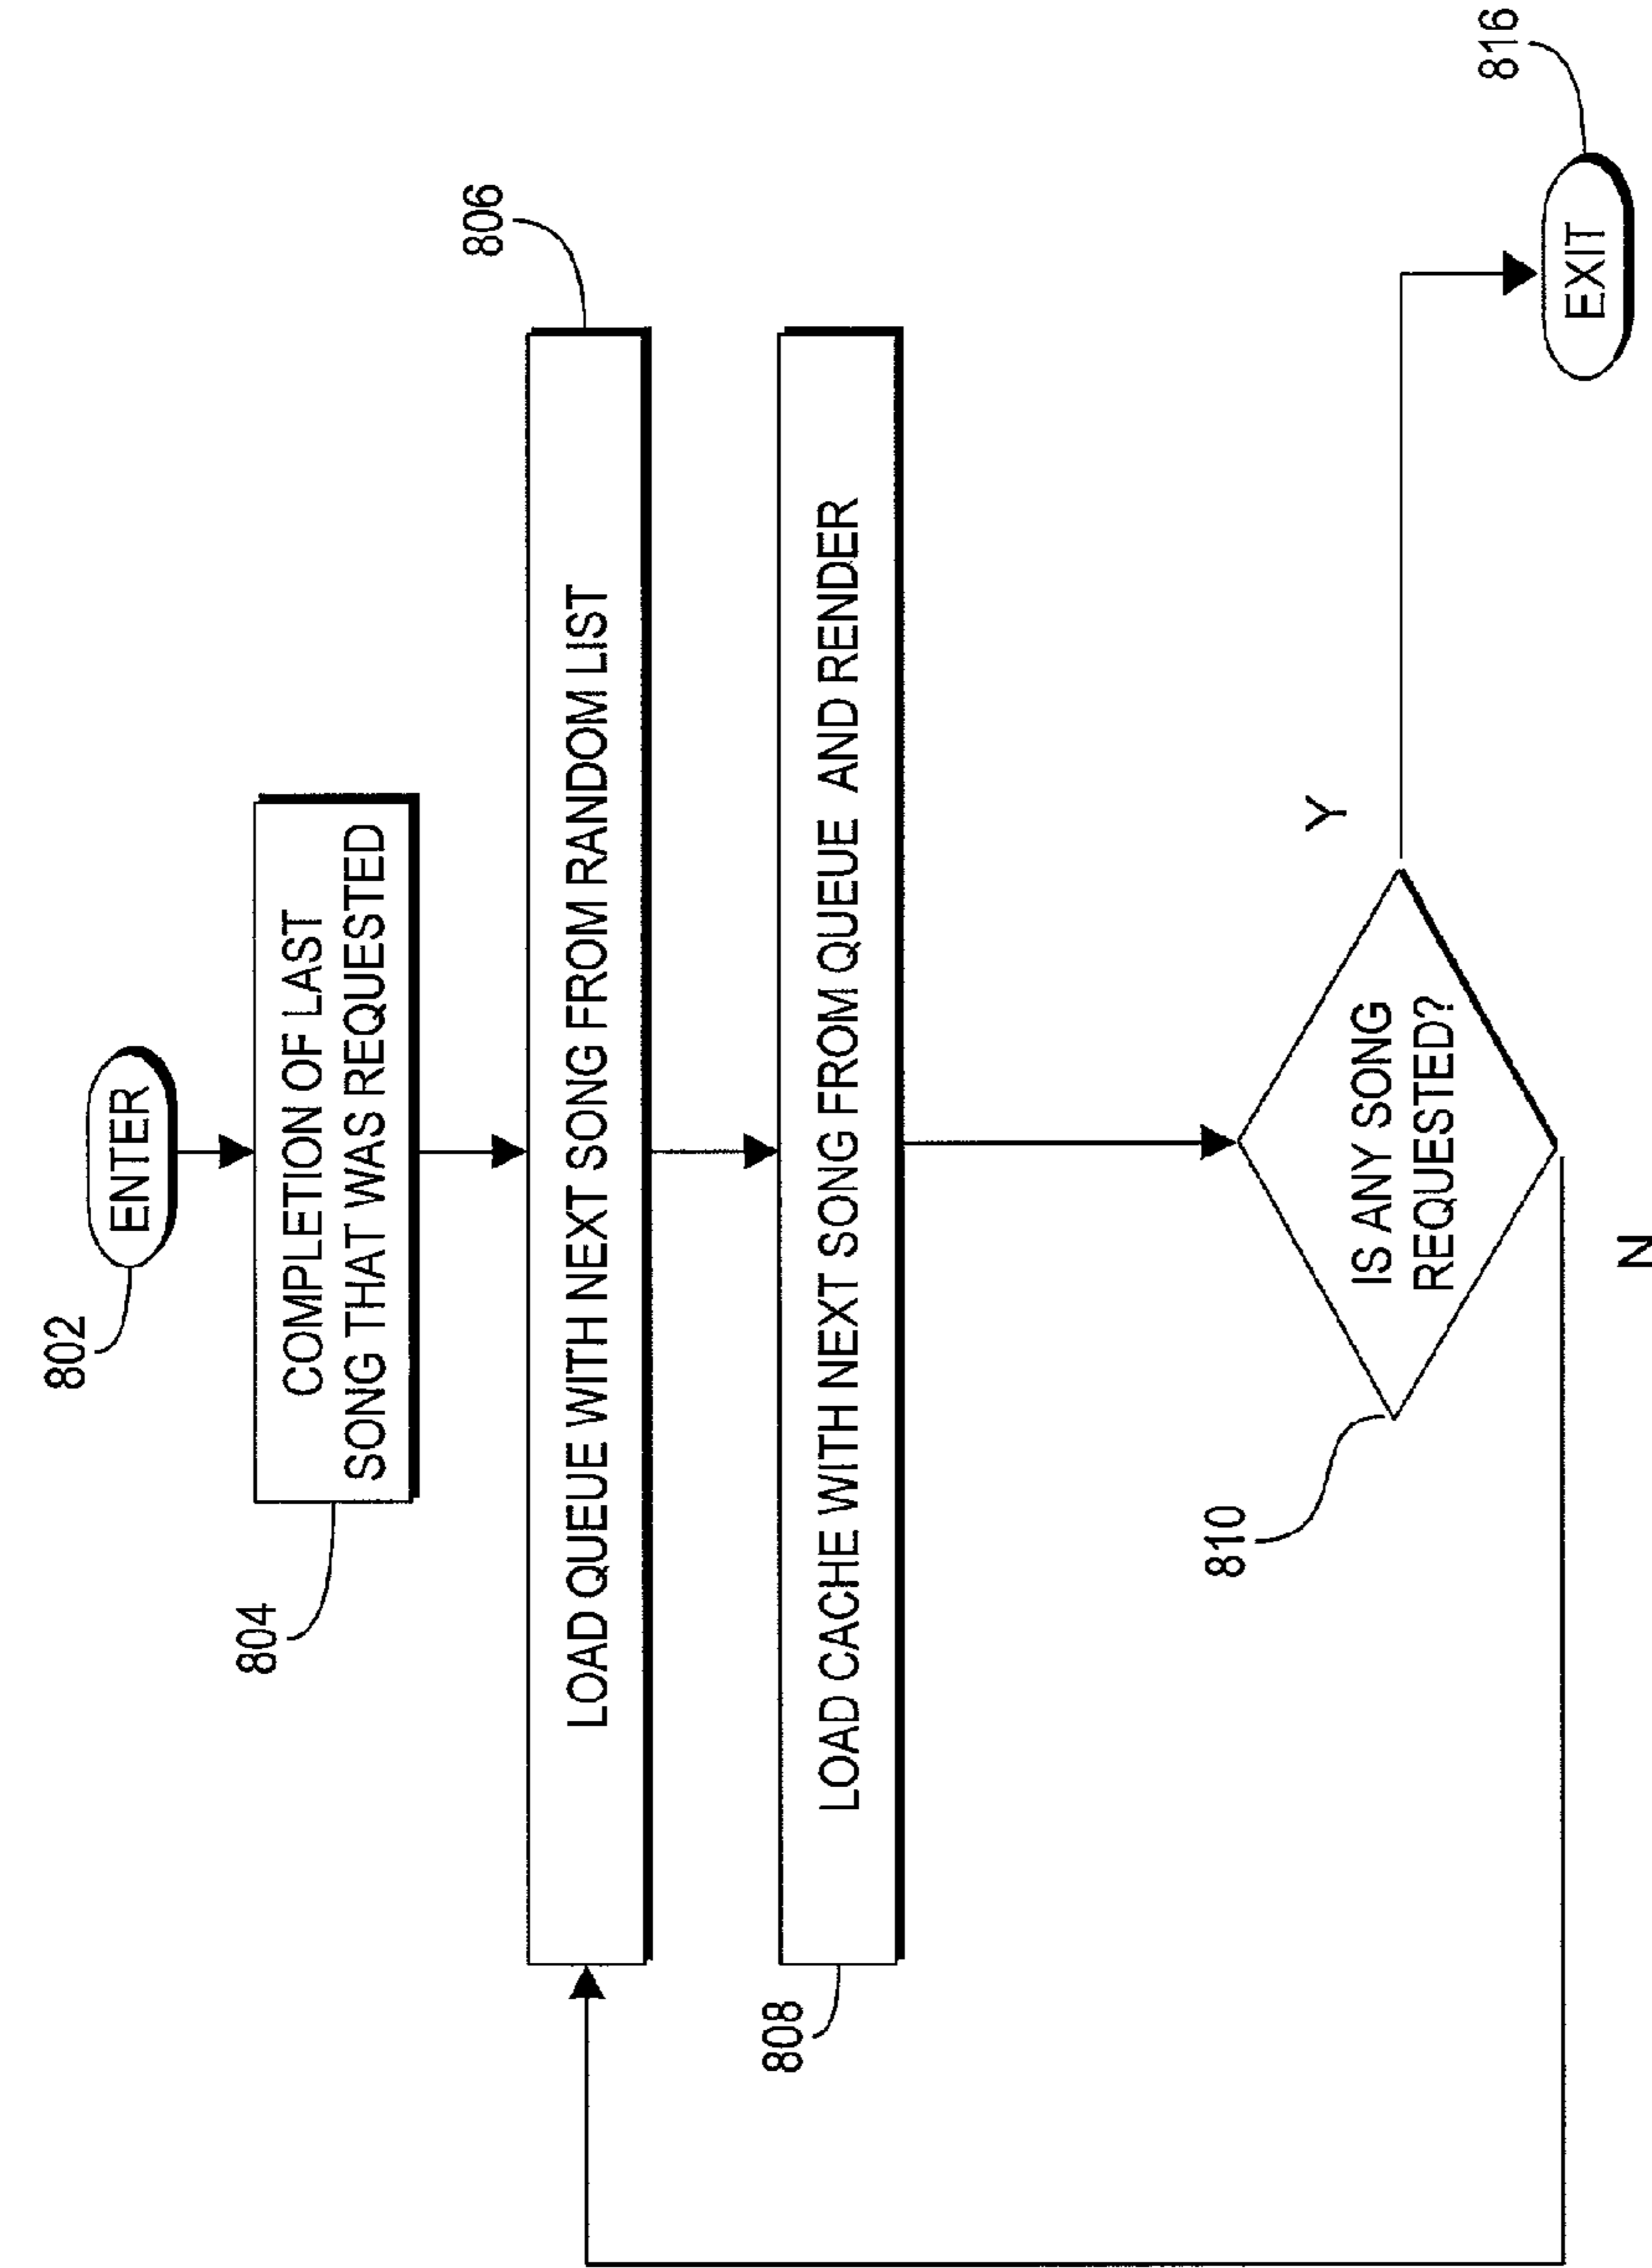 802
ENTER
804
COMPLETION OF LAST
SONG THAT WAS REQUESTED
806
LOAD QUEUE WITH NEXT SONG FROM RANDOM LIST
808
LOAD CACHE WITH NEXT SONG FROM QUEUE AND RENDER
810
IS ANY SONG
REQUESTED?
Y
N
816
EXIT